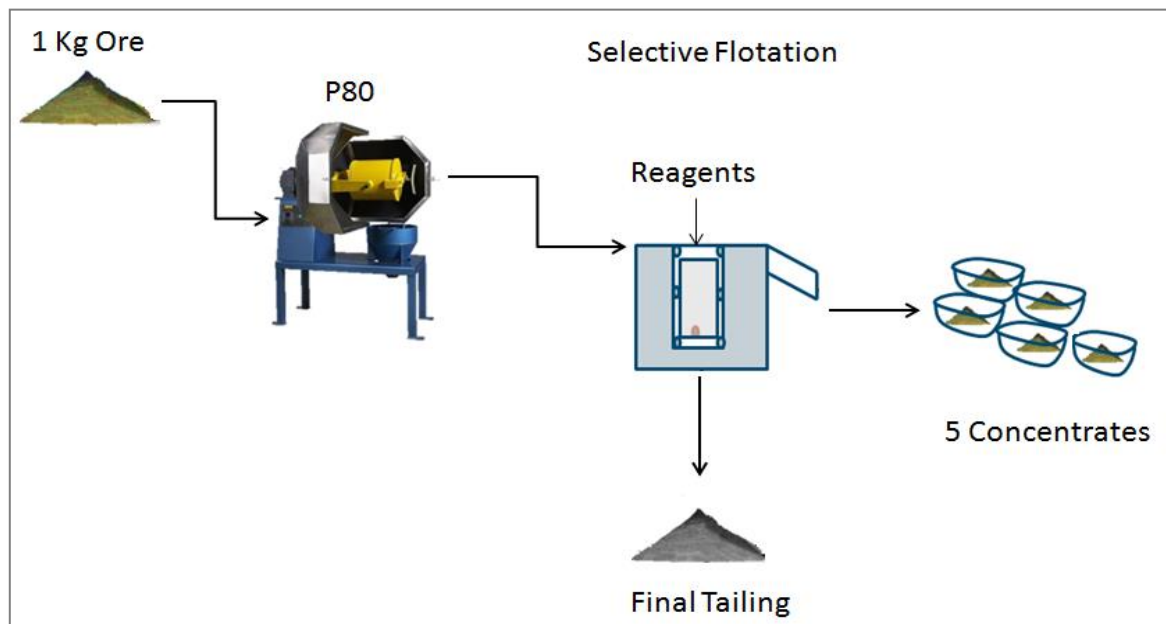 1 Kg Ore
Selective Flotation
P80
Reagents
5 Concentrates
Final Tailing